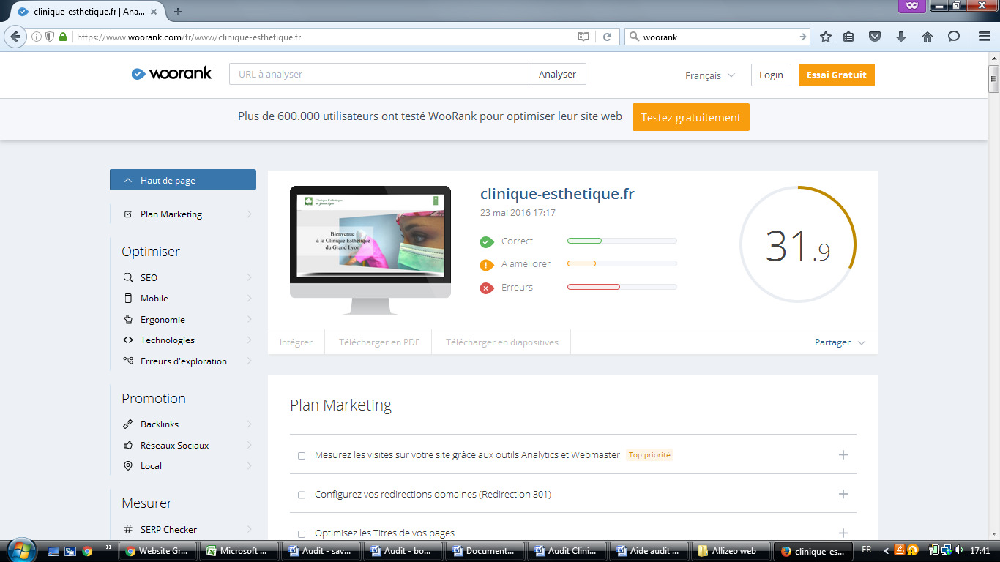 clinique-esthetique.fr | Ana...
https://www.woorank.com/fr/www/clinique-esthetique.fr
woorank
woorank
URL à analyser
Analyser
Français
Login
Essai Gratuit
Plus de 600.000 utilisateurs ont testé WooRank pour optimiser leur site web
Testez gratuitement
Haut de page
Plan Marketing
Optimiser
SEO
Mobile
Ergonomie
Technologies
Erreurs d'exploration
Promotion
Backlinks
Réseaux Sociaux
Local
Mesurer
SERP Checker
Clinique Esthétique
du Grand Lyon
Bienvenue
à la Clinique Esthétique
du Grand Lyon
clinique-esthetique.fr
23 mai 2016 17:17
Correct
A améliorer
Erreurs
31.9
Intégrer
Télécharger en PDF
Télécharger en diapositives
Partager
Plan Marketing
Mesurez les visites sur votre site grâce aux outils Analytics et Webmaster Top priorité
Configurez vos redirections domaines (Redirection 301)
Optimisez les Titres de vos pages
Website Gr...
Microsoft ...
Audit - sav...
Audit - bo...
Document...
Audit Clini...
Aide audit ...
Allizeo web
clinique-es...
FR
17:41